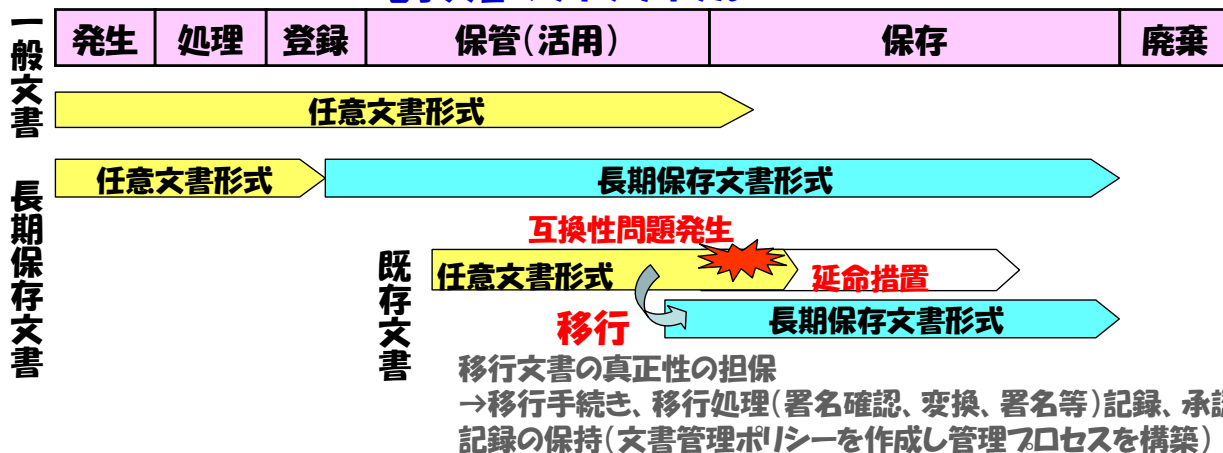 一般文書
発生 処理 登録 保管(活用) 保存 廃棄
任意文書形式
長期保存文書
任意文書形式 長期保存文書形式
互換性問題発生
既存文書
任意文書形式 延命措置
移行 長期保存文書形式
移行文書の真正性の担保
→移行手続き、移行処理(署名確認、変換、署名等)記録、承認
記録の保持(文書管理ポリシーを作成し管理プロセスを構築)